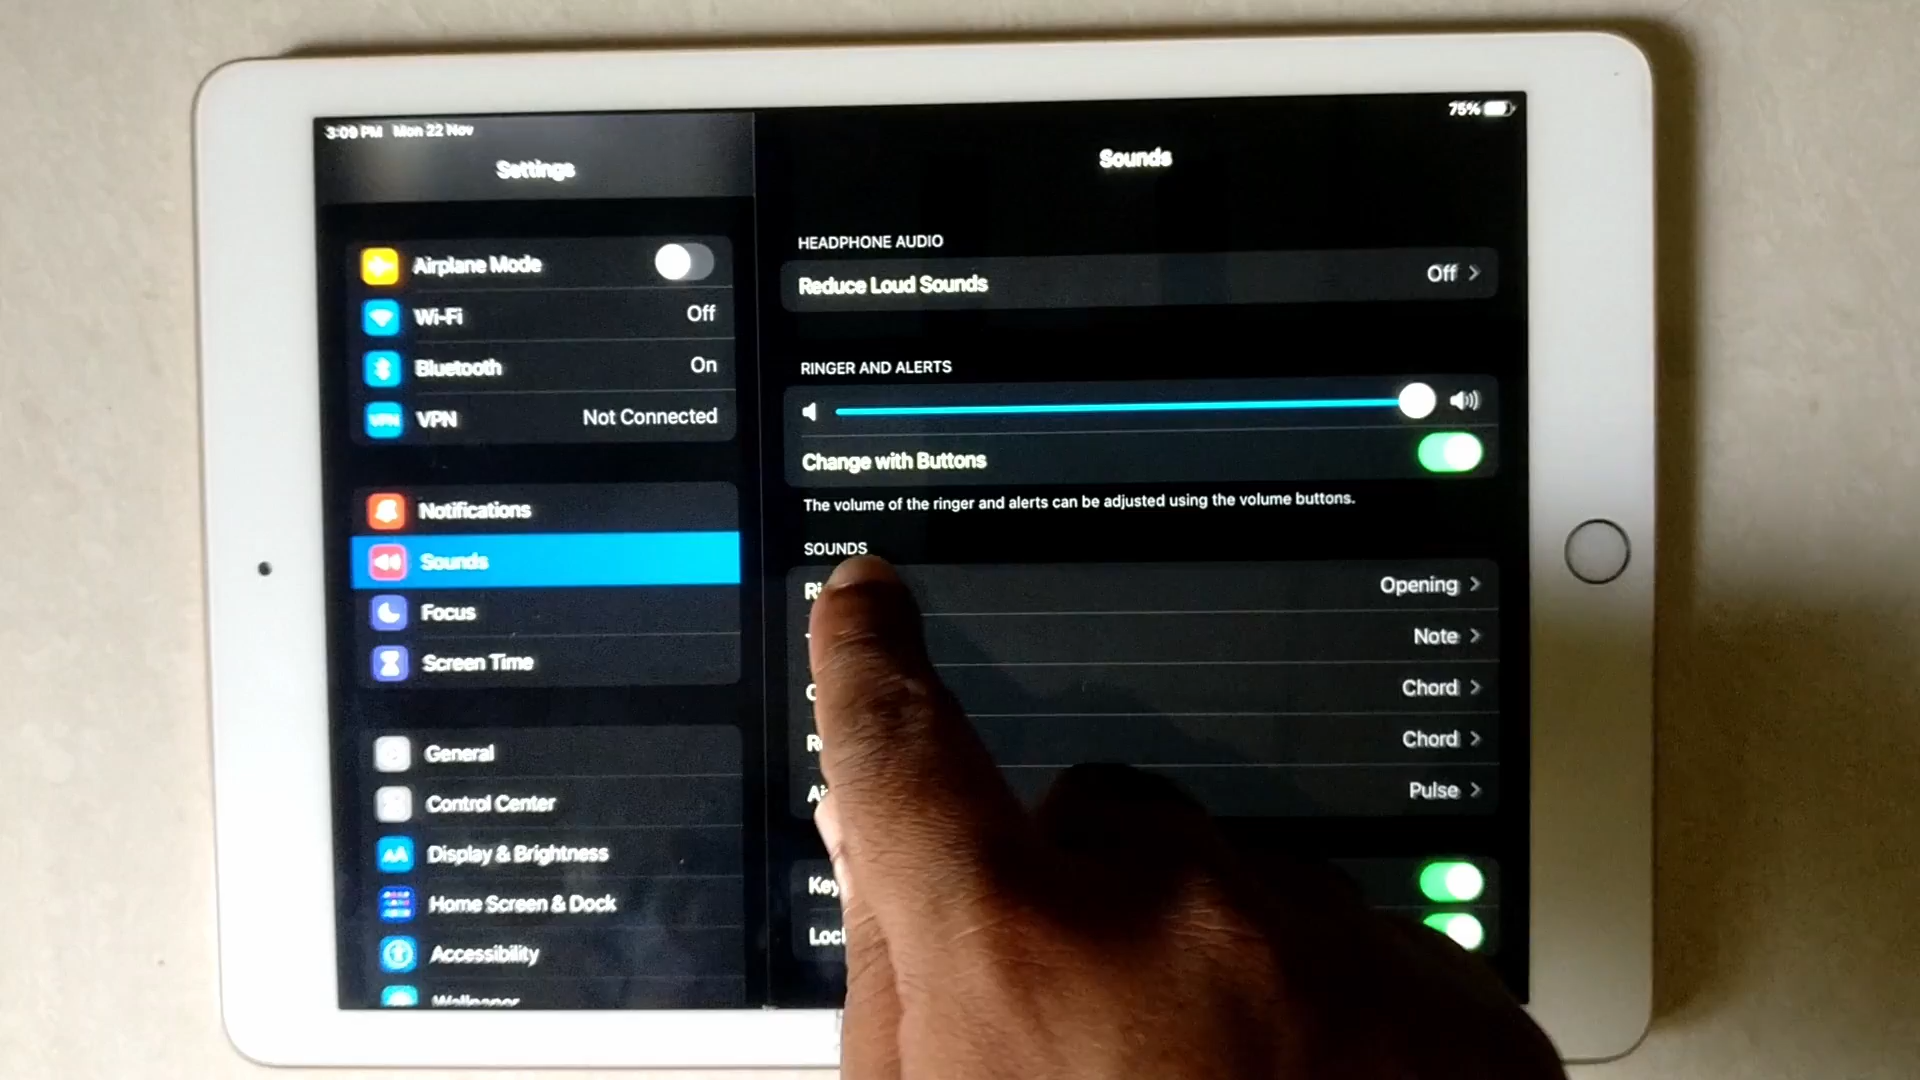 3:09 PM Mon 22 Nov
75%
Settings
Airplane Mode
Wi-Fi Off
Bluetooth On
VPN Not Connected
Notifications
Sounds
Focus
Screen Time
General
Control Center
Display & Brightness
Home Screen & Dock
Accessibility
Wallpaper
Sounds
HEADPHONE AUDIO
Reduce Loud Sounds Off
RINGER AND ALERTS
Change with Buttons
The volume of the ringer and alerts can be adjusted using the volume buttons.
SOUNDS
Opening
Note
Chord
Chord
Pulse